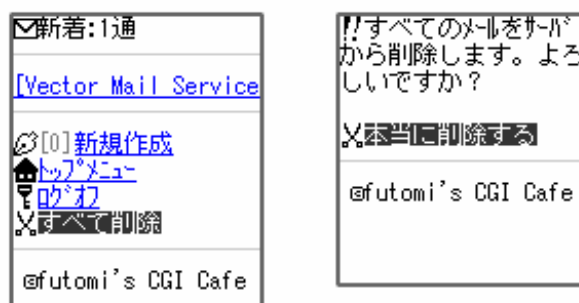 新着:1通
[Vector Mail Service
[0]新規作成
ﾄｯﾌﾟﾒﾆｭｰ
ﾛｸﾞｵﾌ
すべて削除
@futomi's CGI Cafe
!!すべてのﾒｰﾙをｻｰﾊﾞ
から削除します。よろ
しいですか?
本当に削除する
@futomi's CGI Cafe